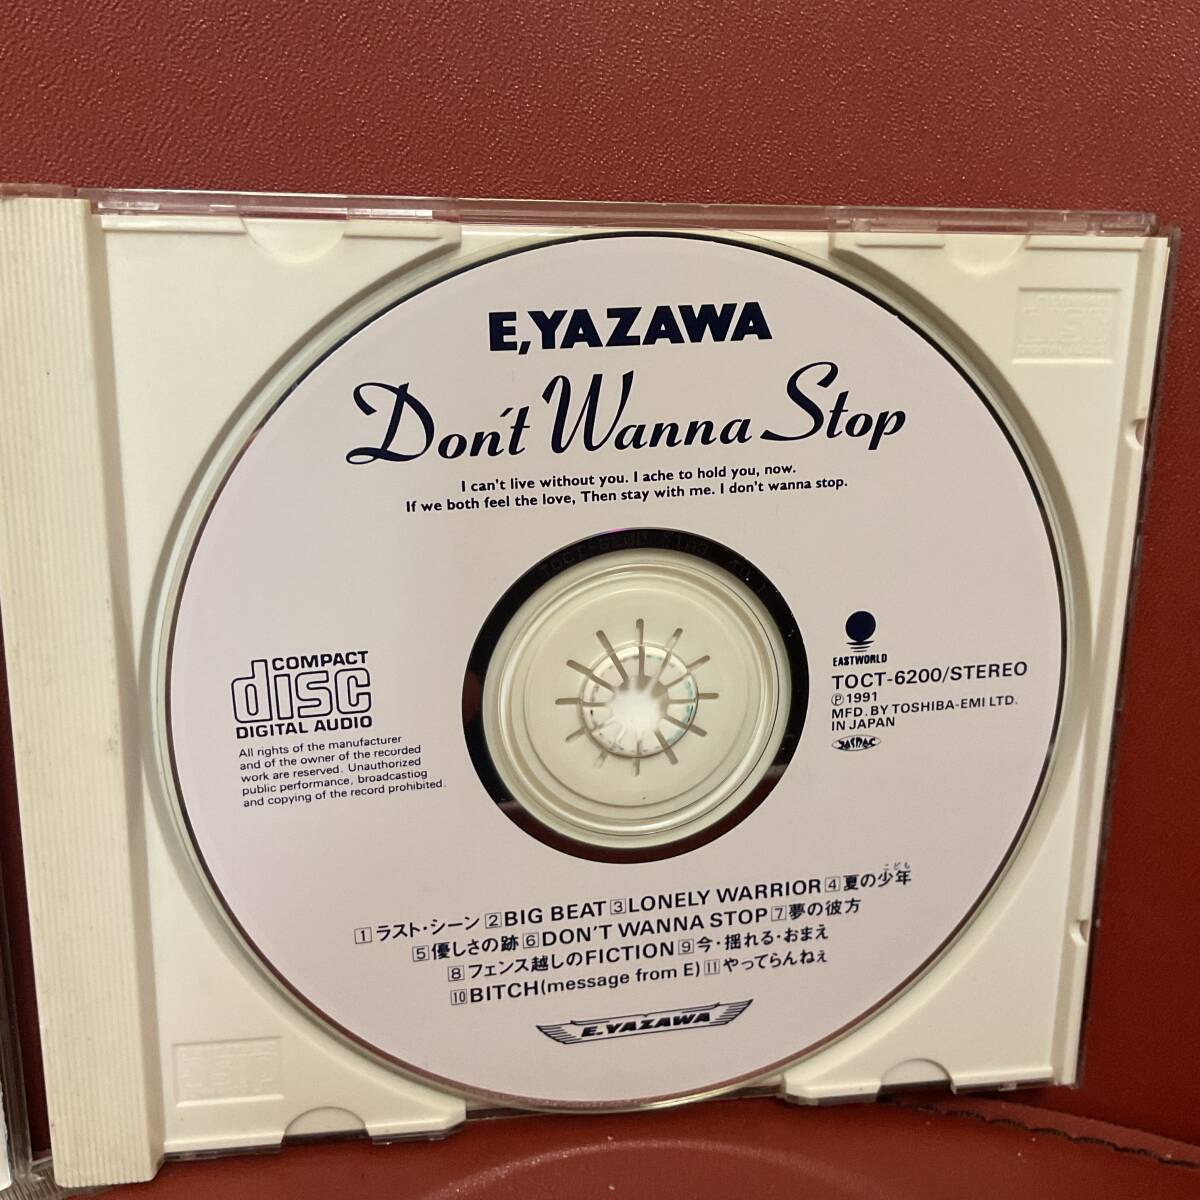 E,YAZAWA
Don't Wanna Stop
I can't live without you. I ache to hold you, now.
If we both feel the love, Then stay with me. I don't wanna stop.
COMPACT
disc
DIGITAL AUDIO
All rights of the manufacturer
and of the owner of the recorded
work are reserved. Unauthorized
public performance, broadcastiog
and copying of the record prohibited.
EASTWORLD
TOCT-6200/STEREO
Ⓟ1991
MFD. BY TOSHIBA-EMI LTD.
IN JAPAN
JASRAC
1 ラスト・シーン 2 BIG BEAT 3 LONELY WARRIOR 4 夏の少年
こども
5 優しさの跡 6 DON'T WANNA STOP 7 夢の彼方
8 フェンス越しのFICTION 9 今・揺れる・おまえ
10 BITCH(message from E) 11 やってらんねぇ
E.YAZAWA